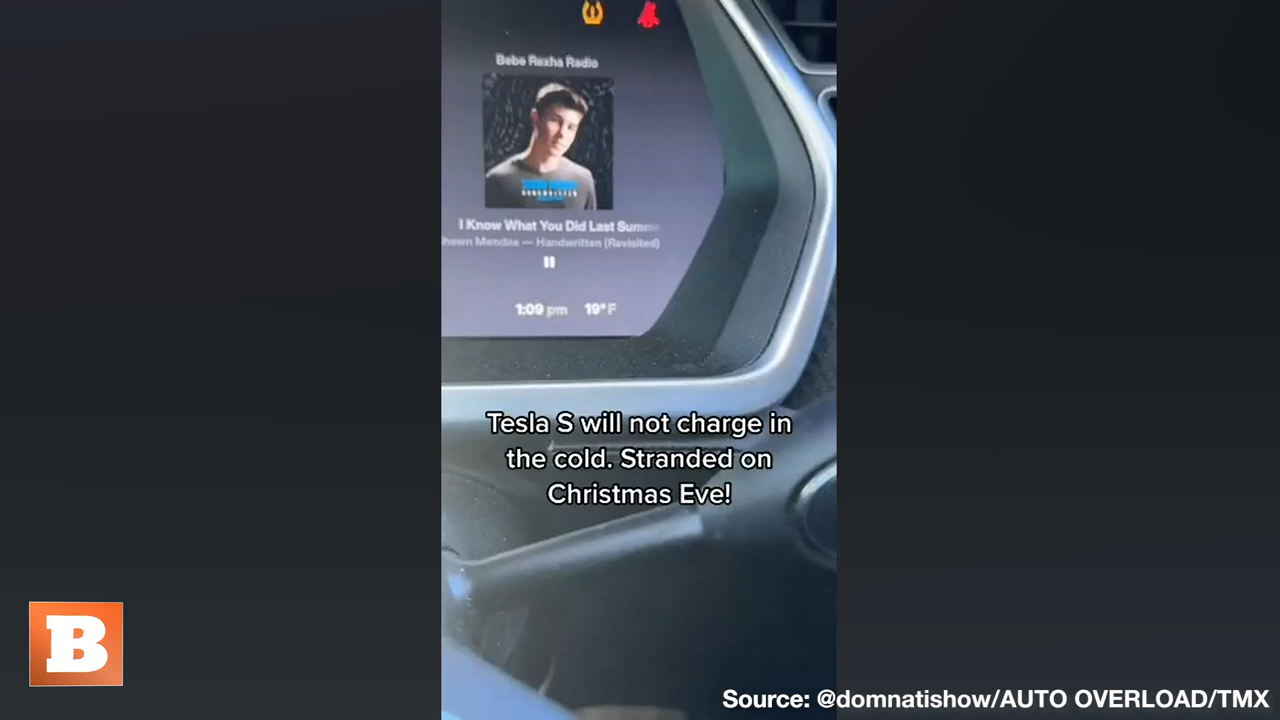 Bebe Rexha Radio
HANDWRITTEN
I Know What You Did Last Summ
hawn Mendes — Handwritten (Revisited)
1:09 pm 19°F
Tesla S will not charge in
the cold. Stranded on
Christmas Eve!
B
Source: @domnatishow/AUTO OVERLOAD/TMX